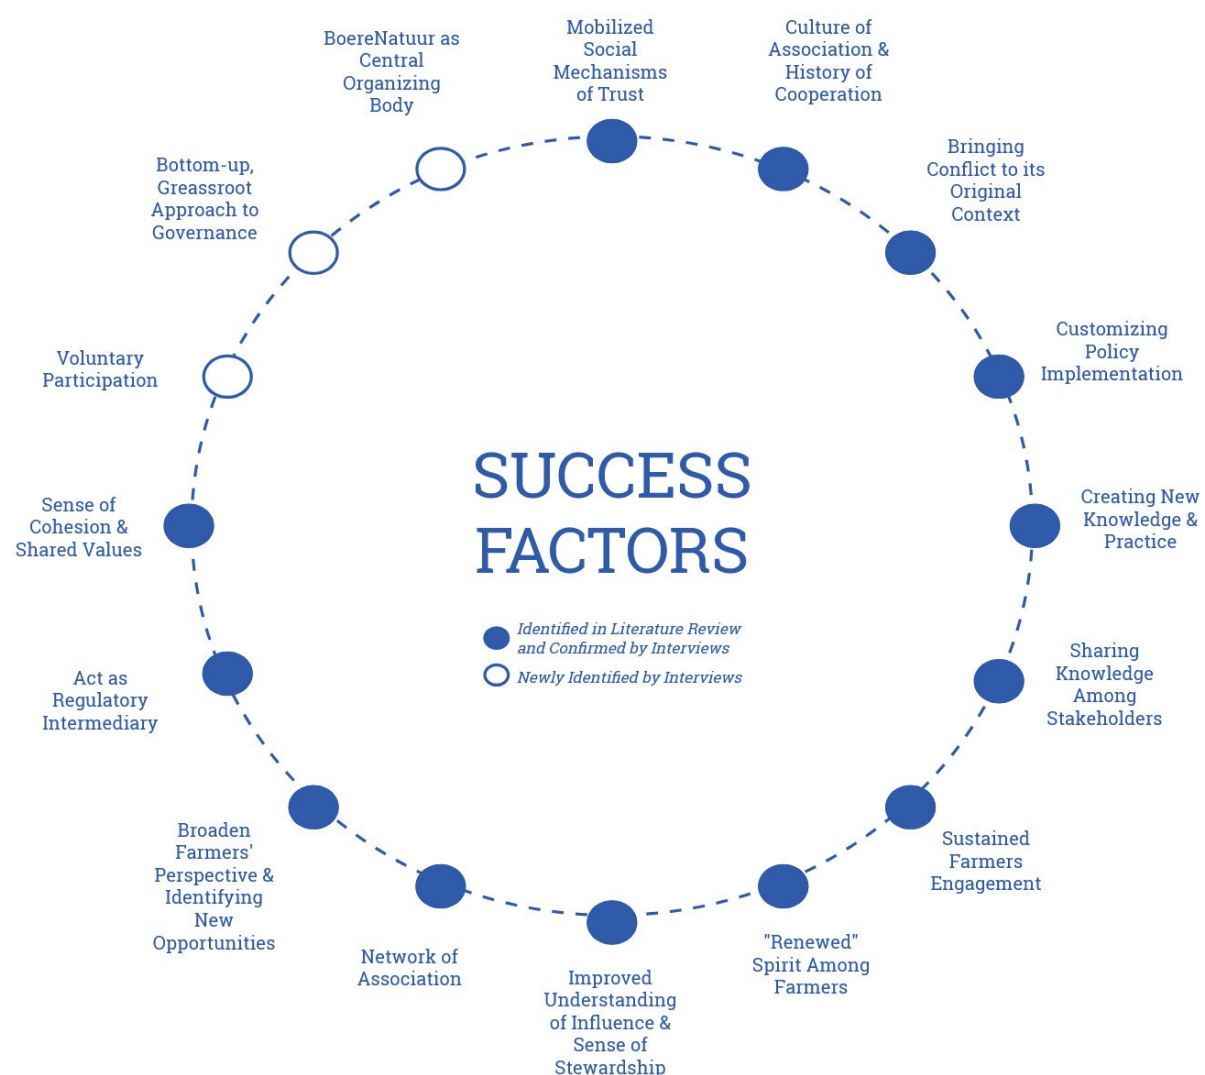 Mobilized
Social
Mechanisms
of Trust
Culture of
Association &
History of
Cooperation
Bringing
Conflict to its
Original
Context
Customizing
Policy
Implementation
Creating New
Knowledge &
Practice
Sharing
Knowledge
Among
Stakeholders
Sustained
Farmers
Engagement
"Renewed"
Spirit Among
Farmers
Improved
Understanding
of Influence &
Sense of
Stewardship
Network of
Association
Broaden
Farmers'
Perspective &
Identifying
New
Opportunities
Act as
Regulatory
Intermediary
Sense of
Cohesion &
Shared Values
Voluntary
Participation
Bottom-up,
Greassroot
Approach to
Governance
BoereNatuur as
Central
Organizing
Body
SUCCESS
FACTORS
Identified in Literature Review
and Confirmed by Interviews
Newly Identified by Interviews